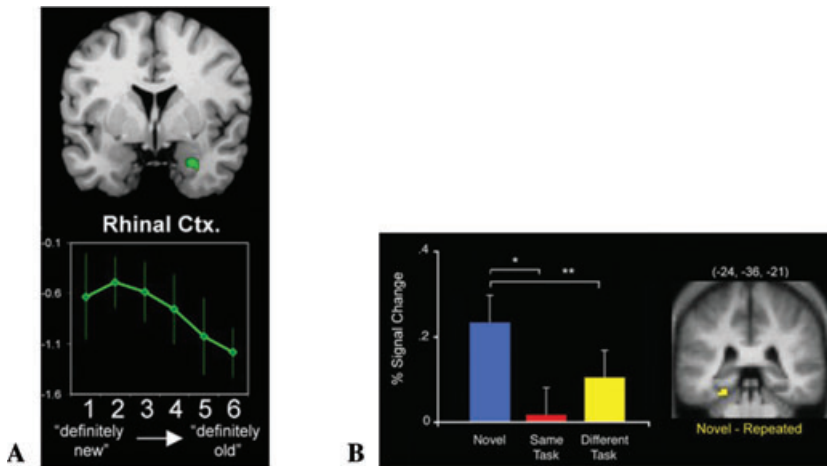 Rhinal Ctx.
-0.1
-0.6
-1.1
-1.6
1 2 3 4 5 6
"definitely new" "definitely old"
A
.4
.2
0
% Signal Change
*
**
Novel Same Task Different Task
B
(-24, -36, -21)
Novel - Repeated